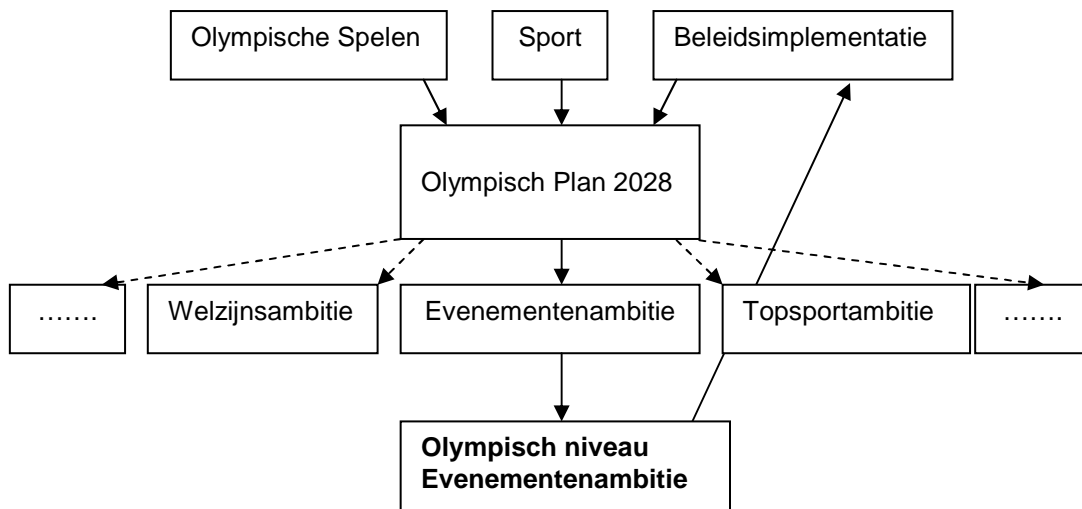 Olympische Spelen
Sport
Beleidsimplementatie
Olympisch Plan 2028
.......
Welzijnsambitie
Evenementenambitie
Topsportambitie
.......
Olympisch niveau
Evenementenambitie